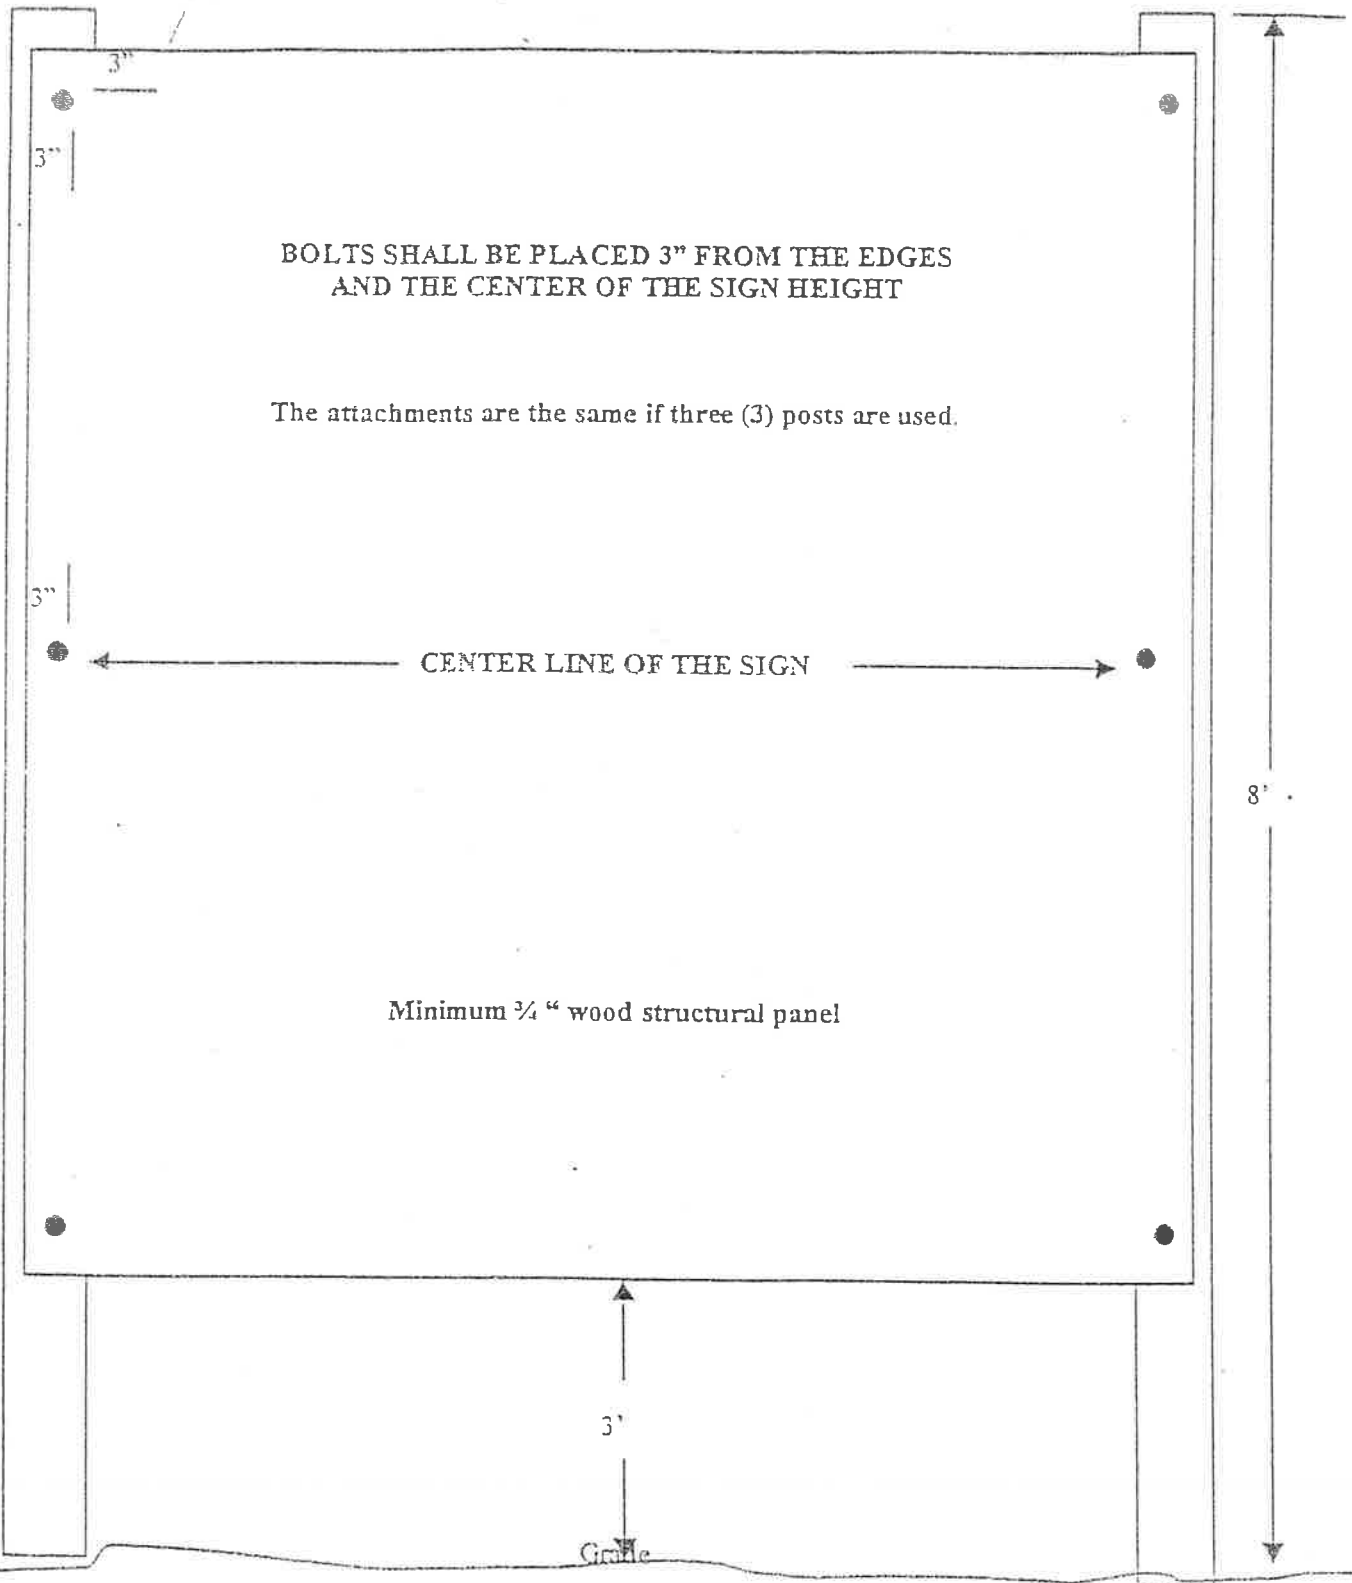 3”
3”
BOLTS SHALL BE PLACED 3” FROM THE EDGES
AND THE CENTER OF THE SIGN HEIGHT
The attachments are the same if three (3) posts are used.
3”
CENTER LINE OF THE SIGN
8’
Minimum ¾ “ wood structural panel
3’
Grade